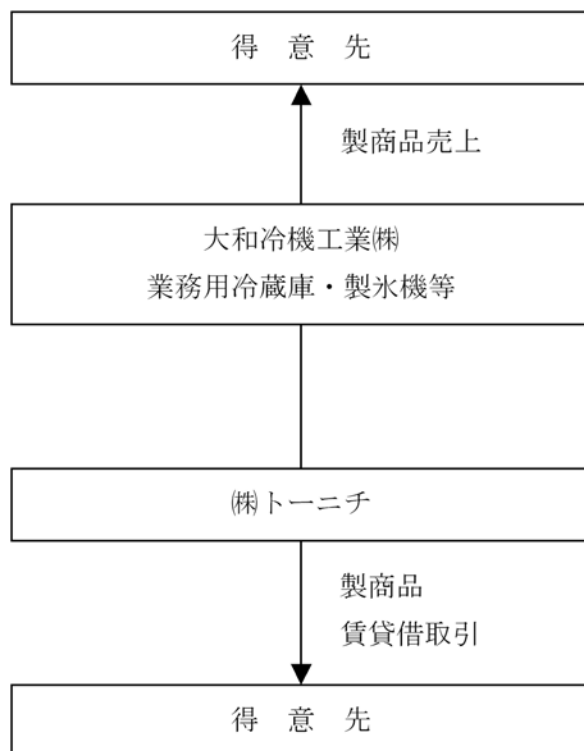 得 意 先
製商品売上
大和冷機工業㈱
業務用冷蔵庫・製氷機等
㈱トーニチ
製商品
賃貸借取引
得 意 先